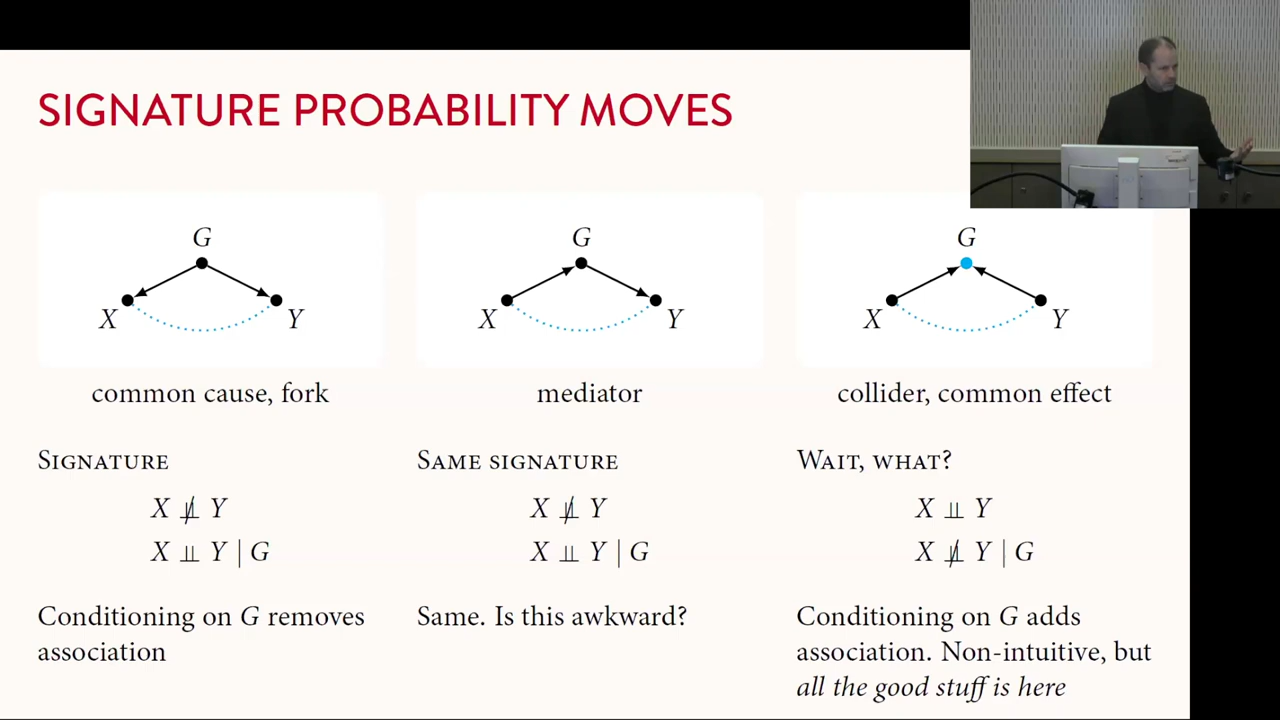 SIGNATURE PROBABILITY MOVES
G
X
Y
common cause, fork
SIGNATURE
X ⫫̸ Y
X ⫫ Y | G
Conditioning on G removes
association
G
X
Y
mediator
SAME SIGNATURE
X ⫫̸ Y
X ⫫ Y | G
Same. Is this awkward?
G
X
Y
collider, common effect
WAIT, WHAT?
X ⫫ Y
X ⫫̸ Y | G
Conditioning on G adds
association. Non-intuitive, but
all the good stuff is here